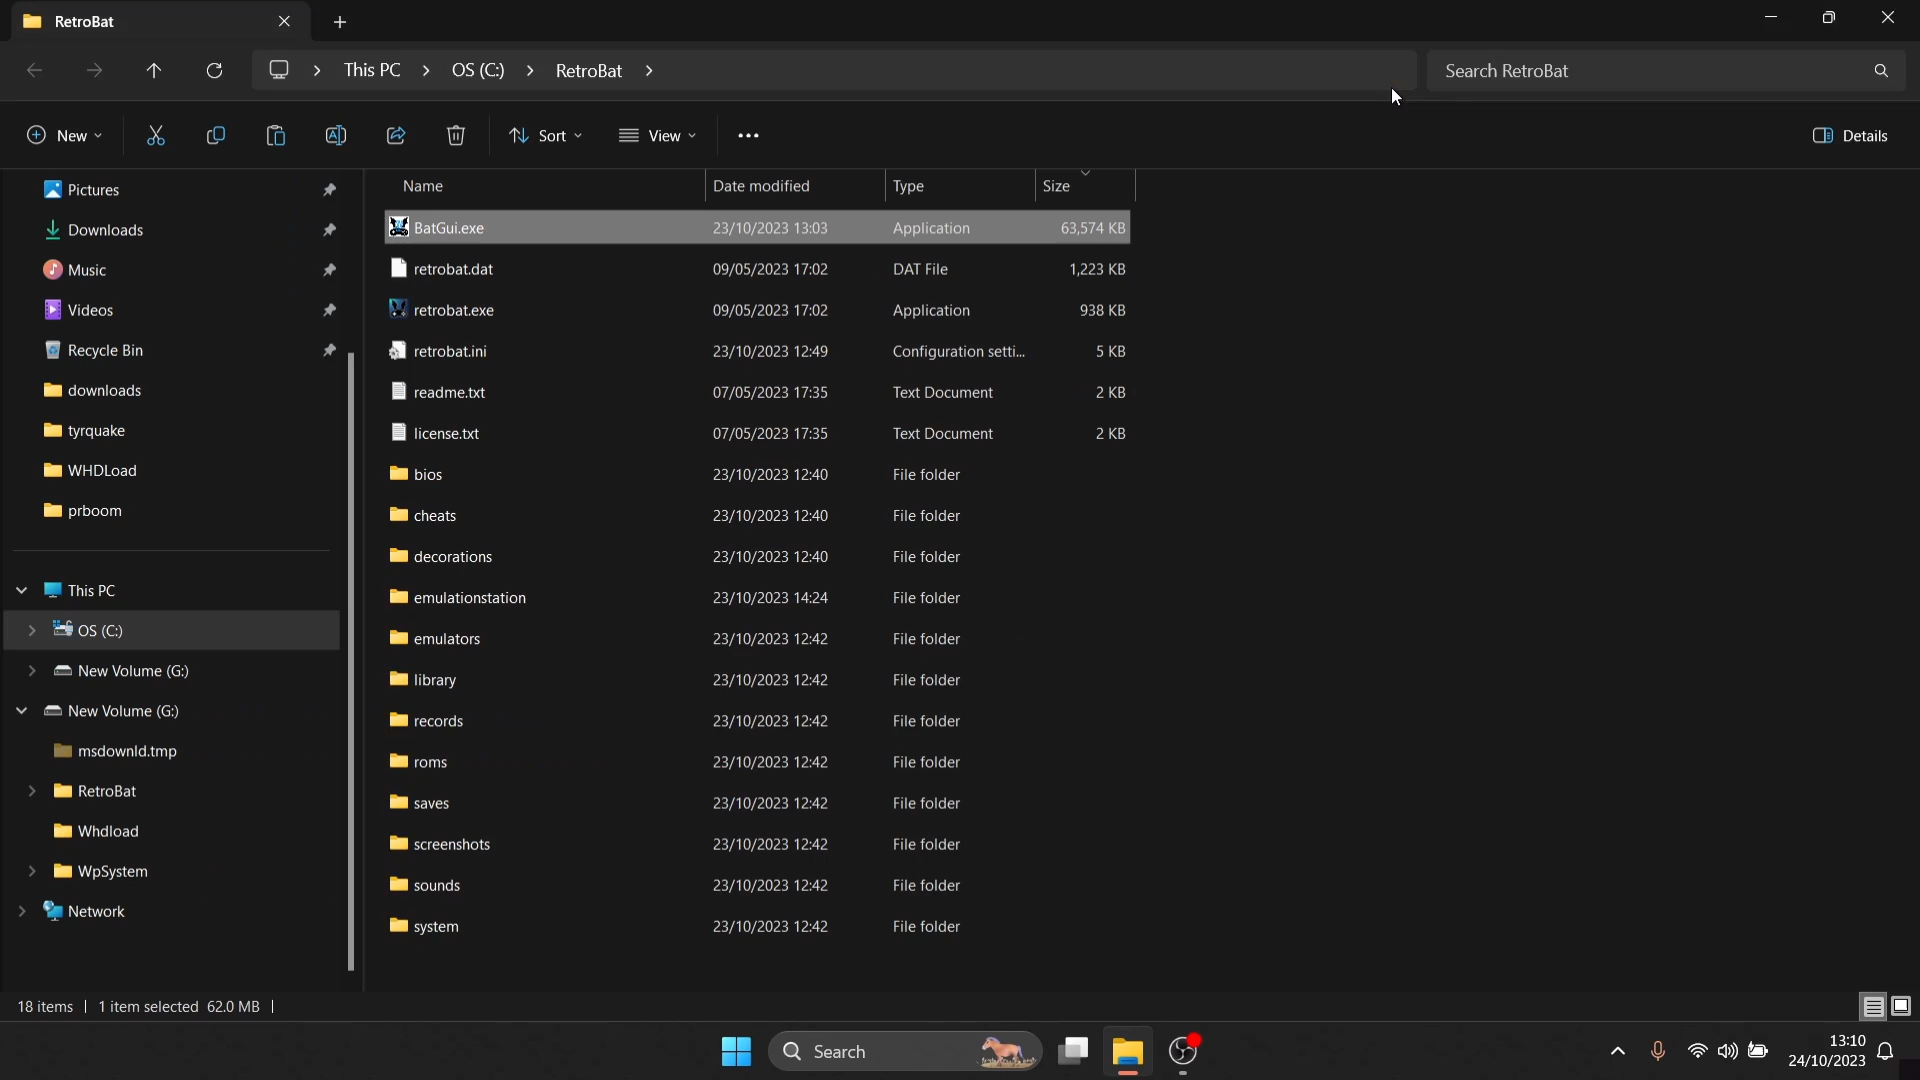 RetroBat
This PC
OS (C:)
RetroBat
Search RetroBat
New
Sort
View
Details
Name Date modified Type Size
Pictures
Downloads
Music
Videos
Recycle Bin
downloads
tyrquake
WHDLoad
prboom
This PC
OS (C:)
New Volume (G:)
New Volume (G:)
msdownld.tmp
RetroBat
Whdload
WpSystem
Network
BatGui.exe 23/10/2023 13:03 Application 63,574 KB
retrobat.dat 09/05/2023 17:02 DAT File 1,223 KB
retrobat.exe 09/05/2023 17:02 Application 938 KB
retrobat.ini 23/10/2023 12:49 Configuration setti... 5 KB
readme.txt 07/05/2023 17:35 Text Document 2 KB
license.txt 07/05/2023 17:35 Text Document 2 KB
bios 23/10/2023 12:40 File folder
cheats 23/10/2023 12:40 File folder
decorations 23/10/2023 12:40 File folder
emulationstation 23/10/2023 14:24 File folder
emulators 23/10/2023 12:42 File folder
library 23/10/2023 12:42 File folder
records 23/10/2023 12:42 File folder
roms 23/10/2023 12:42 File folder
saves 23/10/2023 12:42 File folder
screenshots 23/10/2023 12:42 File folder
sounds 23/10/2023 12:42 File folder
system 23/10/2023 12:42 File folder
18 items 1 item selected 62.0 MB
Search
13:10
24/10/2023